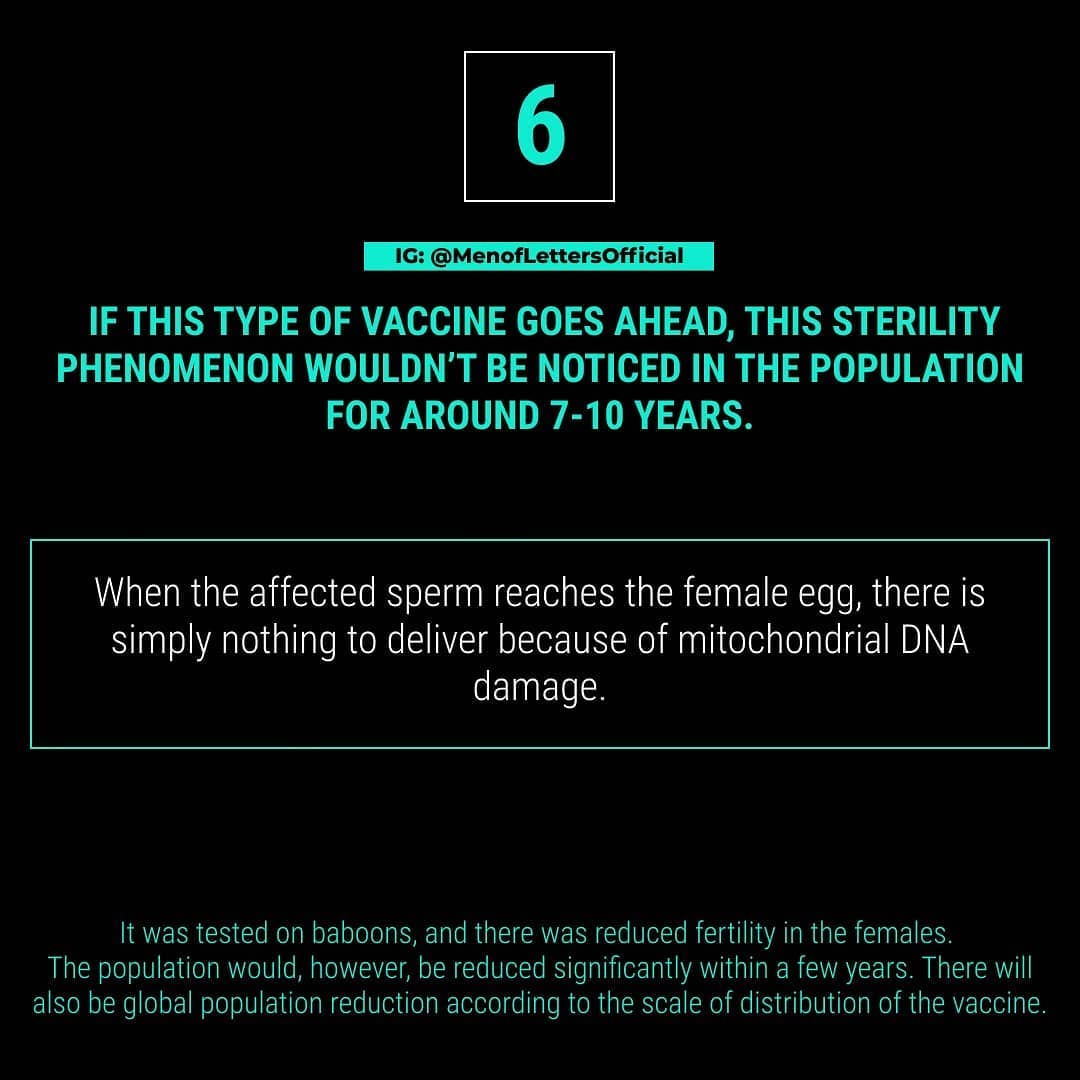 6
IG: @MenofLettersOfficial
IF THIS TYPE OF VACCINE GOES AHEAD, THIS STERILITY
PHENOMENON WOULDN’T BE NOTICED IN THE POPULATION
FOR AROUND 7-10 YEARS.
When the affected sperm reaches the female egg, there is
simply nothing to deliver because of mitochondrial DNA
damage.
It was tested on baboons, and there was reduced fertility in the females.
The population would, however, be reduced significantly within a few years. There will
also be global population reduction according to the scale of distribution of the vaccine.